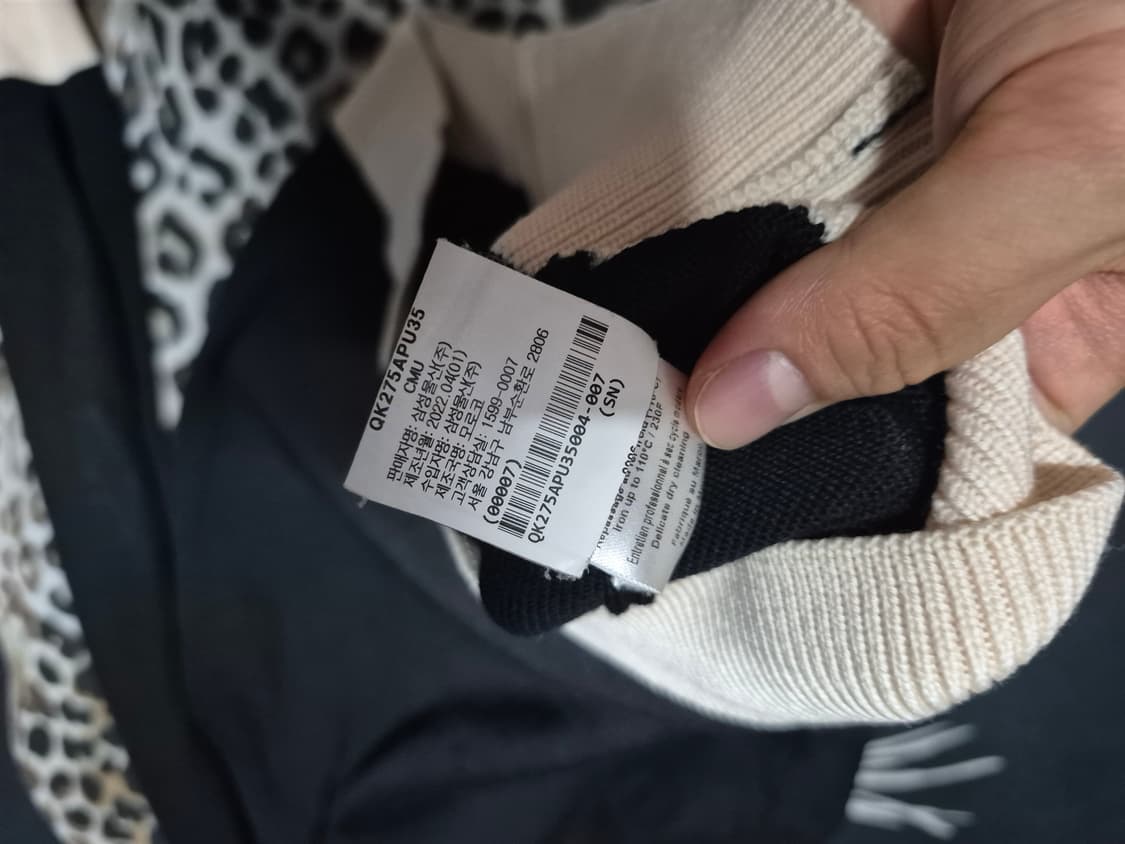 QK275APU35
CMU
판매자명: 삼성물산(주)
제조년월: 2022.04(01)
수입자명: 삼성물산(주)
제조국명: 모로코
고객상담실: 1599-0007
서울 강남구 남부순환로 2806
(00007)
QK275APU35004-007
(SN)
Iron up to 110°C / 230F
Entretien professionnel à sec cycle
Delicate dry cleaning
Fabriqué au Maroc